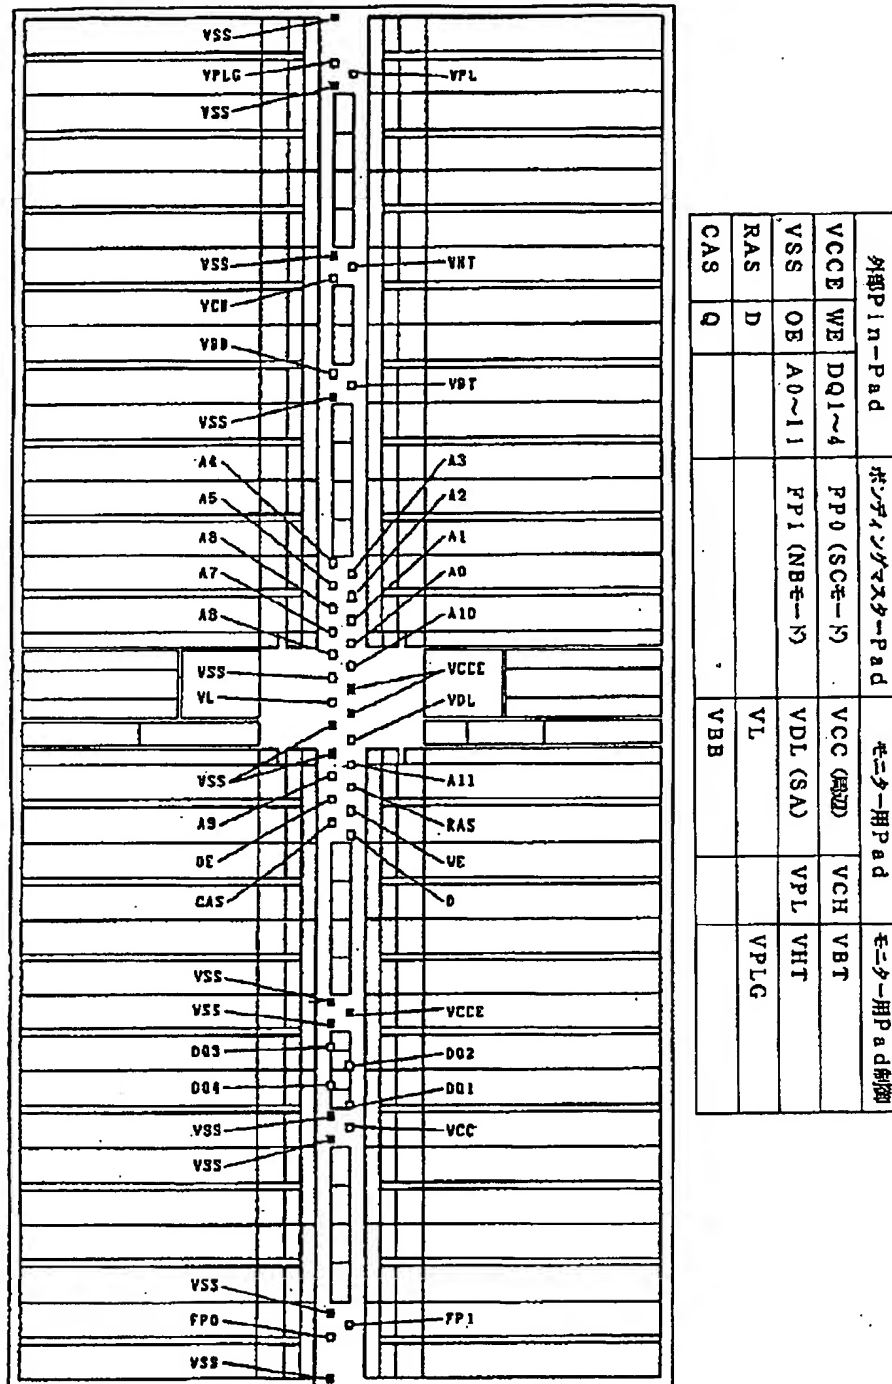 VSS
VPLG
VPL
VSS
VSS
VHT
VCH
VBB
VBT
VSS
A4
A3
A5
A2
A6
A1
A7
A0
A8
A10
VSS
VCCE
VL
VDL
VSS
A11
A9
RAS
OE
WE
CAS
D
VSS
VSS
VCCE
DQ3
DQ2
DQ4
DQ1
VSS
VCC
VSS
VSS
FP0
FP1
VSS
外部Pin-Pad ボンディングマスターPad モニター用Pad モニター用Pad制御
VCCE WE DQ1~4 FP0 (SCモード) VCC (周辺) VCH VBT
VSS OE A0~11 FP1 (NBモード) VDL (SA) VPL VHT
RAS D VL VPLG
CAS Q VBB